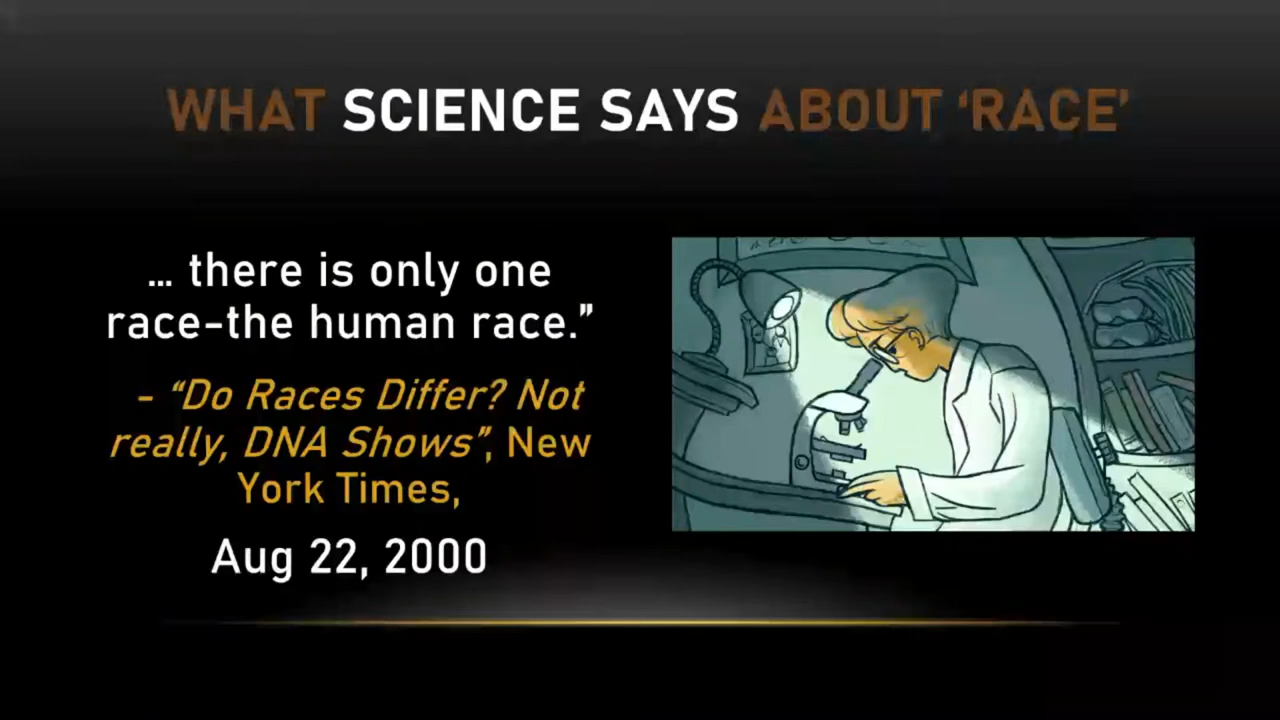 WHAT SCIENCE SAYS ABOUT ‘RACE’
… there is only one
race-the human race.”
- “Do Races Differ? Not
really, DNA Shows”, New
York Times,
Aug 22, 2000